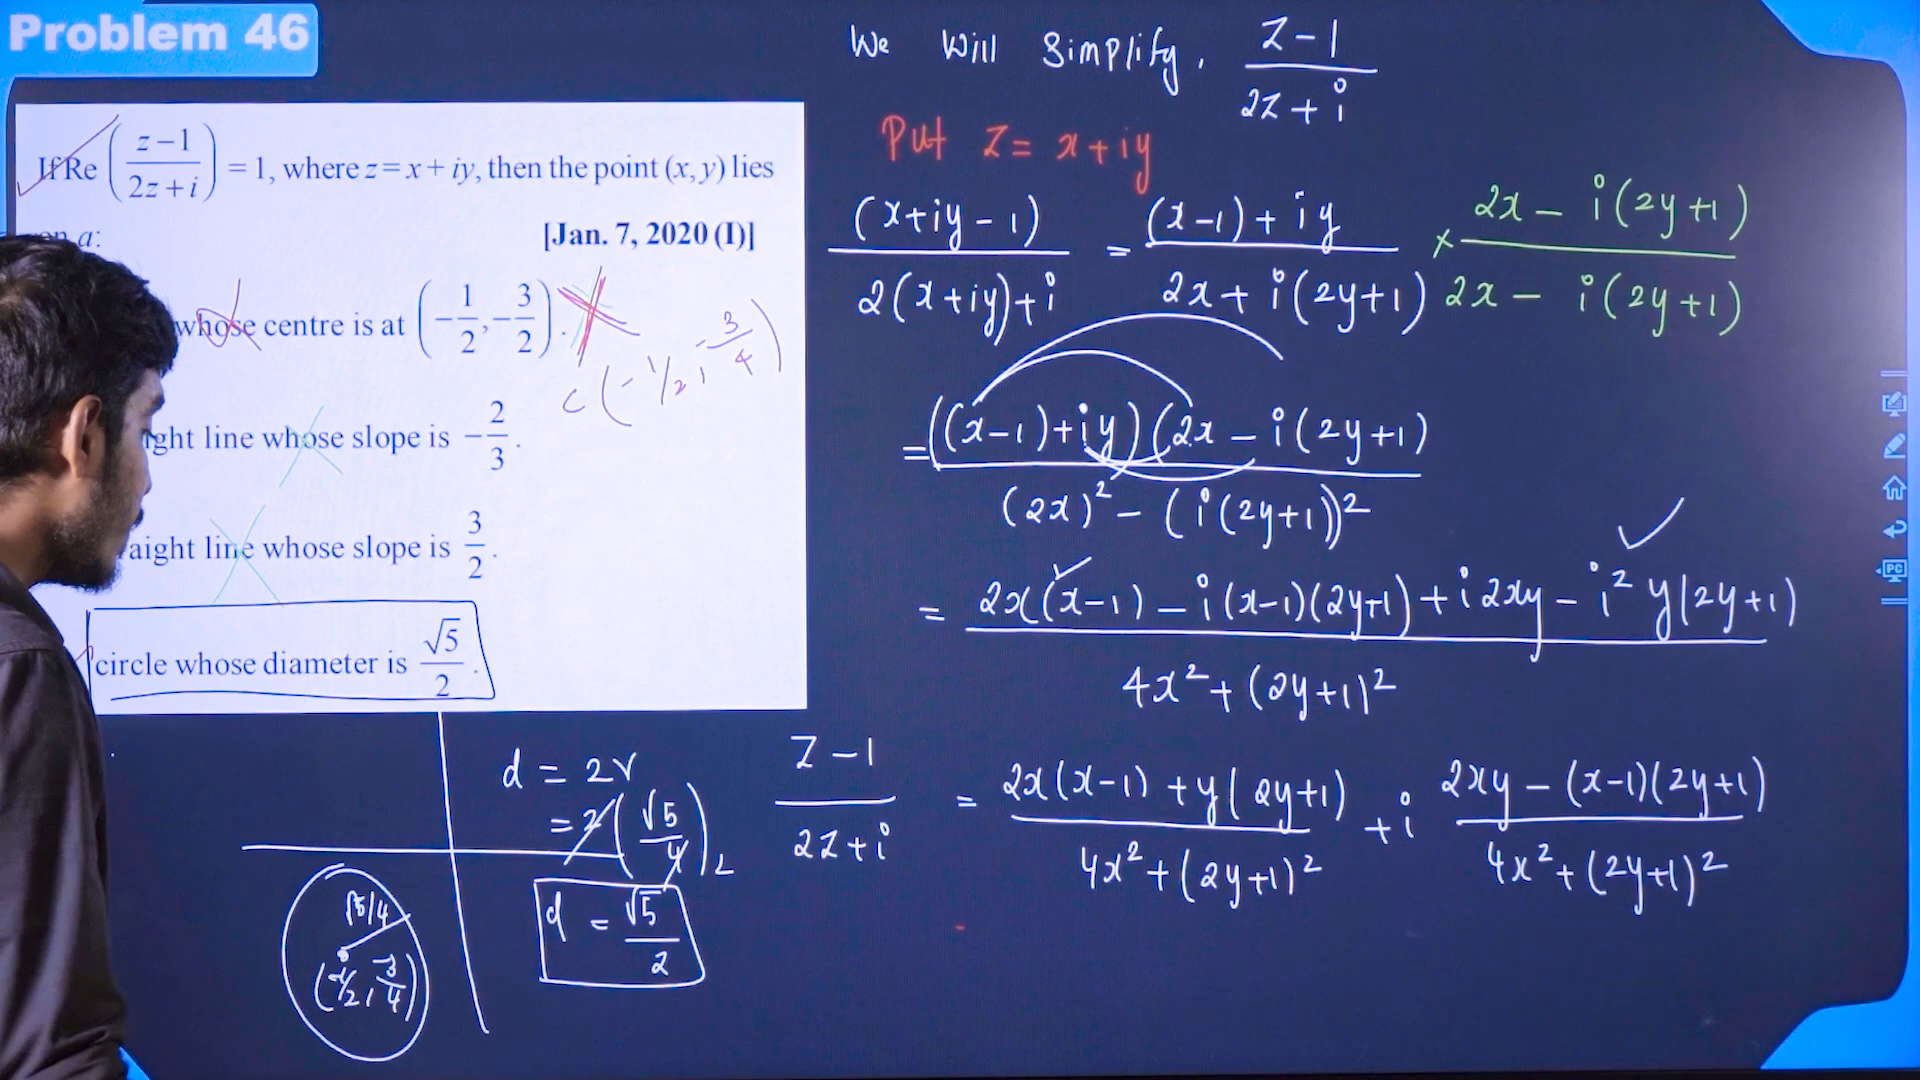 Problem 46
If Re ( z − 1 / 2z + i ) = 1, where z = x + iy, then the point (x, y) lies
a:
[Jan. 7, 2020 (I)]
whose centre is at ( − 1/2 , − 3/2 ).
c ( − 1/2 , − 3/4 )
ght line whose slope is − 2/3 .
aight line whose slope is 3/2 .
circle whose diameter is √5/2 .
d = 2r
= 2 ( √5/4 ) 2
d = √5/2
√5/4
( −1/2 , −3/4 )
We Will Simplify, z − 1 / 2z + i
Put z = x + iy
(x + iy − 1) / 2(x + iy) + i = (x−1) + iy / 2x + i(2y+1) × 2x − i(2y+1) / 2x − i(2y+1)
= ((x−1) + iy)(2x − i(2y+1) / (2x)² − (i(2y+1))²
= 2x(x−1) − i(x−1)(2y+1) + i2xy − i² y(2y+1) / 4x² + (2y+1)²
z − 1 / 2z + i = 2x(x−1) + y(2y+1) / 4x² + (2y+1)² + i 2xy − (x−1)(2y+1) / 4x² + (2y+1)²
PC